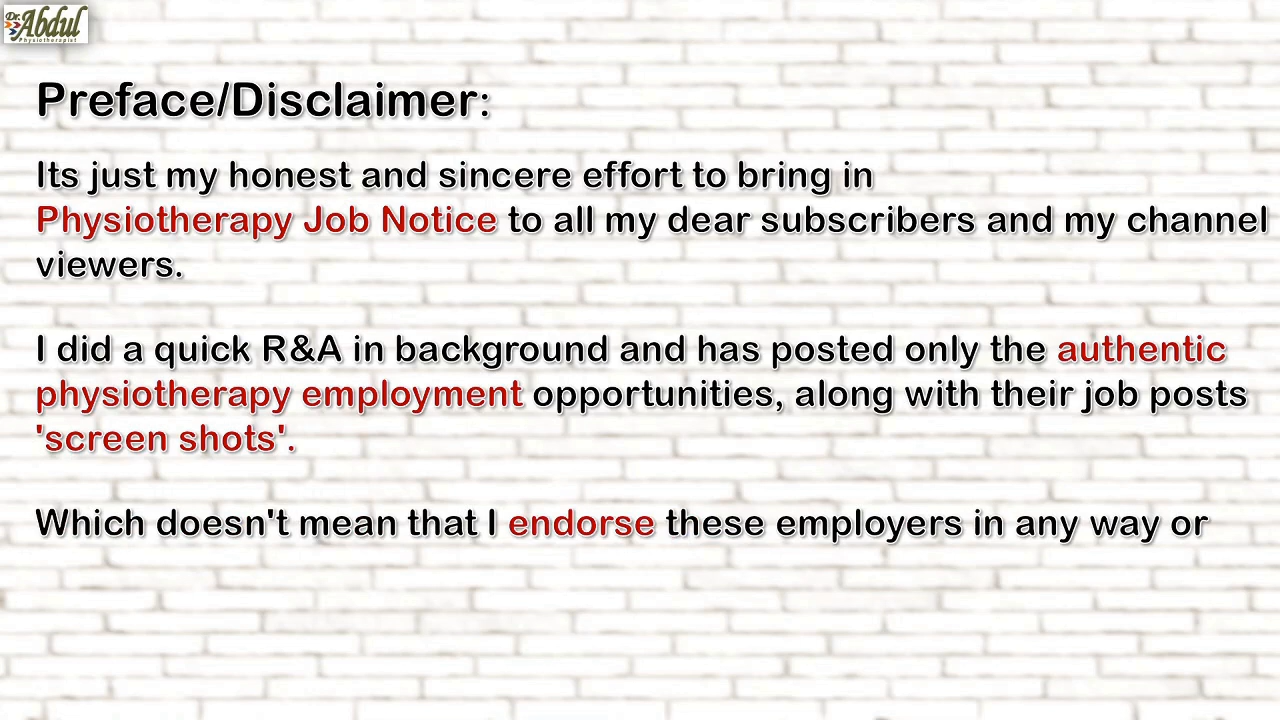 Dr. Abdul
Physiotherapist
Preface/Disclaimer:
Its just my honest and sincere effort to bring in
Physiotherapy Job Notice to all my dear subscribers and my channel
viewers.
I did a quick R&A in background and has posted only the authentic
physiotherapy employment opportunities, along with their job posts
'screen shots'.
Which doesn't mean that I endorse these employers in any way or